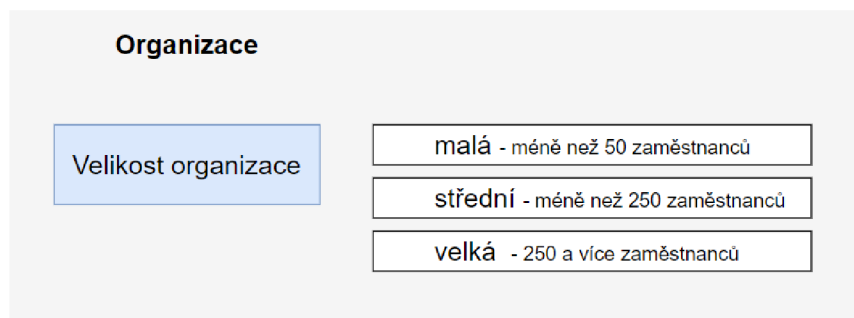 Organizace
Velikost organizace
malá - méně než 50 zaměstnanců
střední - méně než 250 zaměstnanců
velká - 250 a více zaměstnanců